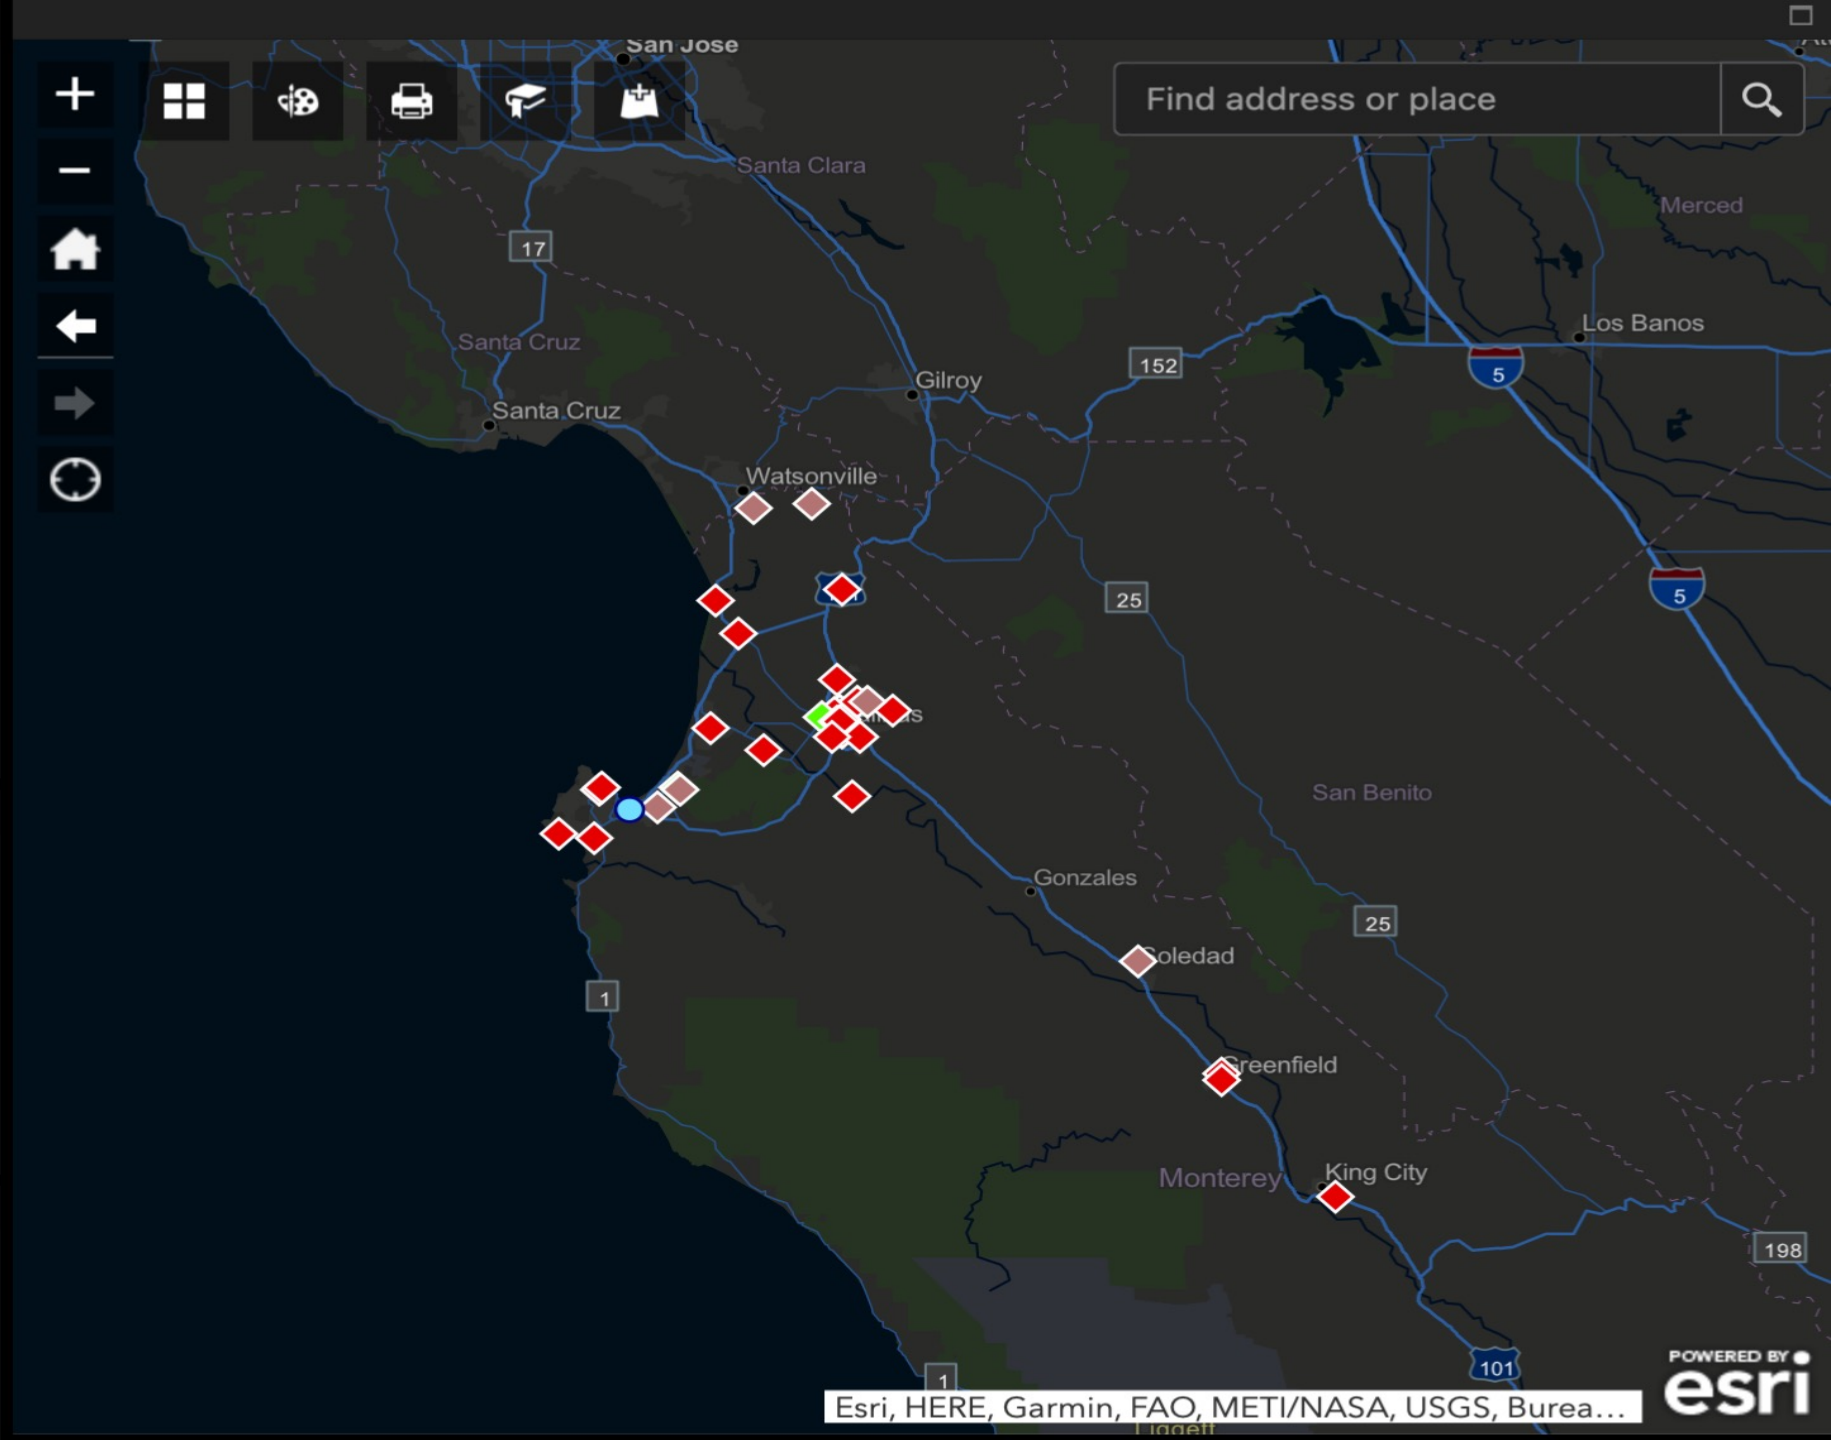 San Jose
Find address or place
Santa Clara
Merced
17
Los Banos
Santa Cruz
152
5
Gilroy
Santa Cruz
Watsonville
25
5
San Benito
Gonzales
25
Soledad
1
Greenfield
Monterey
King City
198
101
POWERED BY
esri
1
Esri, HERE, Garmin, FAO, METI/NASA, USGS, Burea...